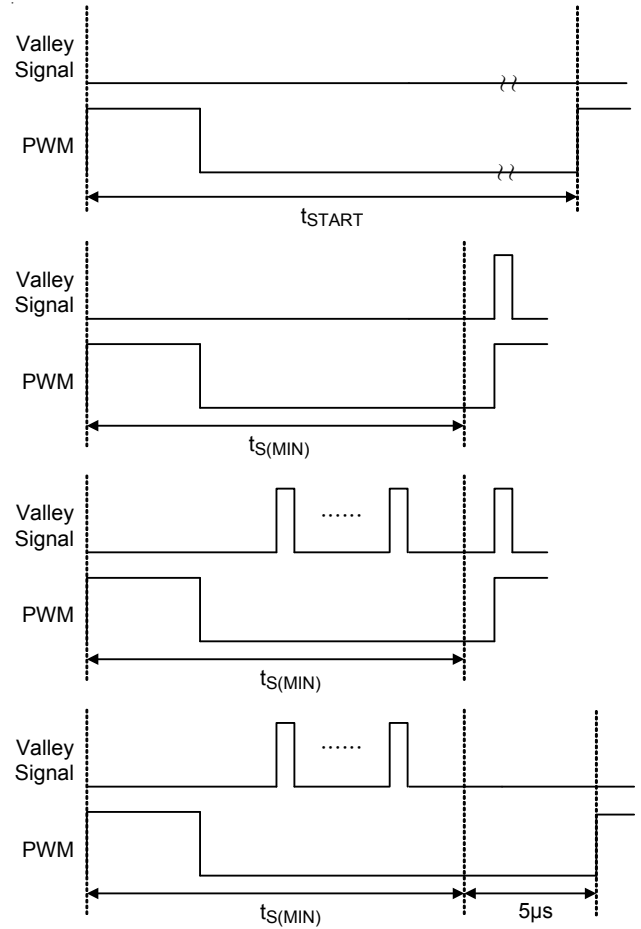 Valley
Signal
PWM
tSTART
Valley
Signal
PWM
tS(MIN)
Valley
Signal
......
PWM
tS(MIN)
Valley
Signal
......
PWM
tS(MIN)
5µs